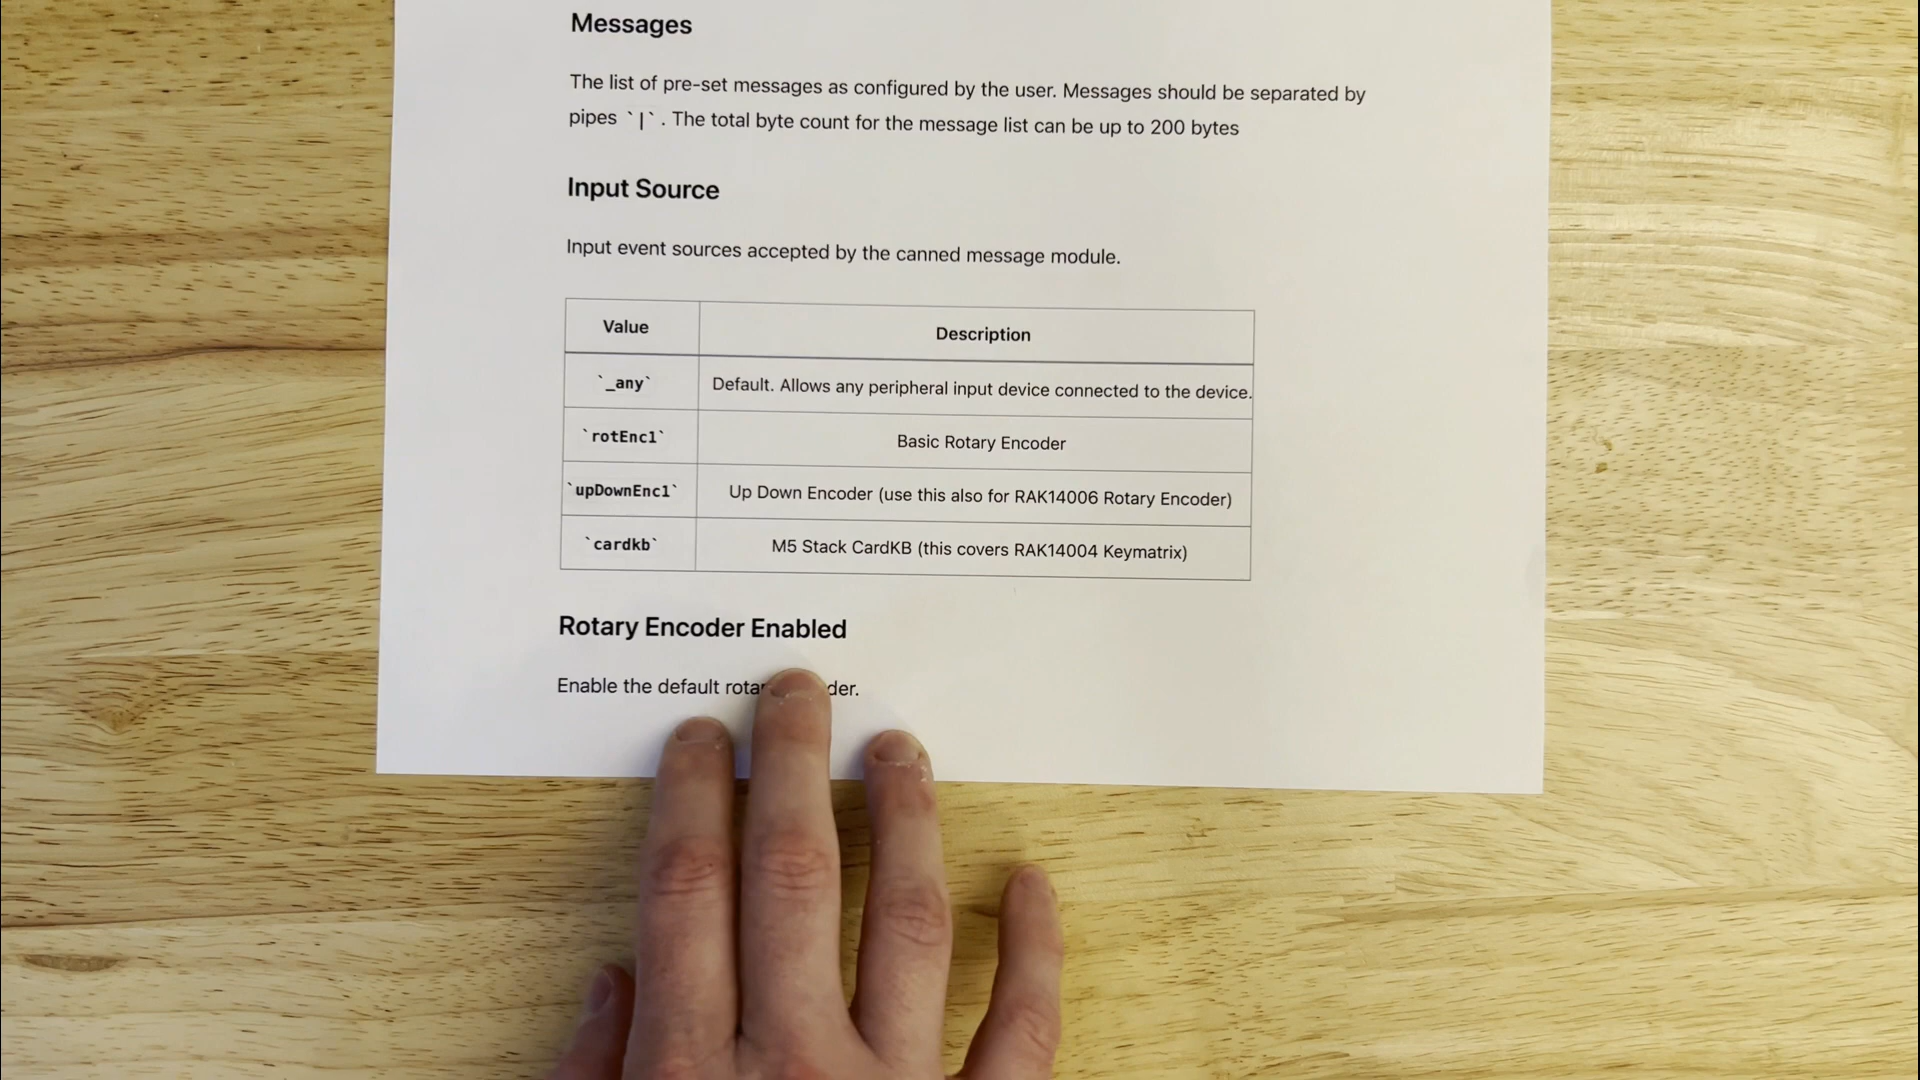 Messages
The list of pre-set messages as configured by the user. Messages should be separated by
pipes `|` . The total byte count for the message list can be up to 200 bytes
Input Source
Input event sources accepted by the canned message module.
Value Description
`_any` Default. Allows any peripheral input device connected to the device.
`rotEnc1` Basic Rotary Encoder
`upDownEnc1` Up Down Encoder (use this also for RAK14006 Rotary Encoder)
`cardkb` M5 Stack CardKB (this covers RAK14004 Keymatrix)
Rotary Encoder Enabled
Enable the default